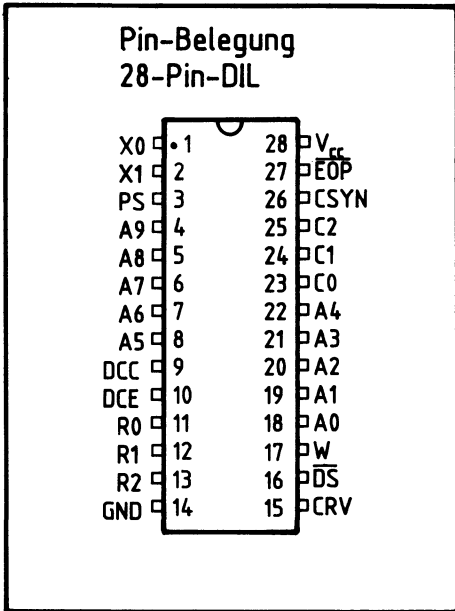 Pin-Belegung
28-Pin-DIL
X0 1 28 Vcc
X1 2 27 E̅O̅P̅
PS 3 26 CSYN
A9 4 25 C2
A8 5 24 C1
A7 6 23 C0
A6 7 22 A4
A5 8 21 A3
DCC 9 20 A2
DCE 10 19 A1
R0 11 18 A0
R1 12 17 W
R2 13 16 D̅S̅
GND 14 15 CRV